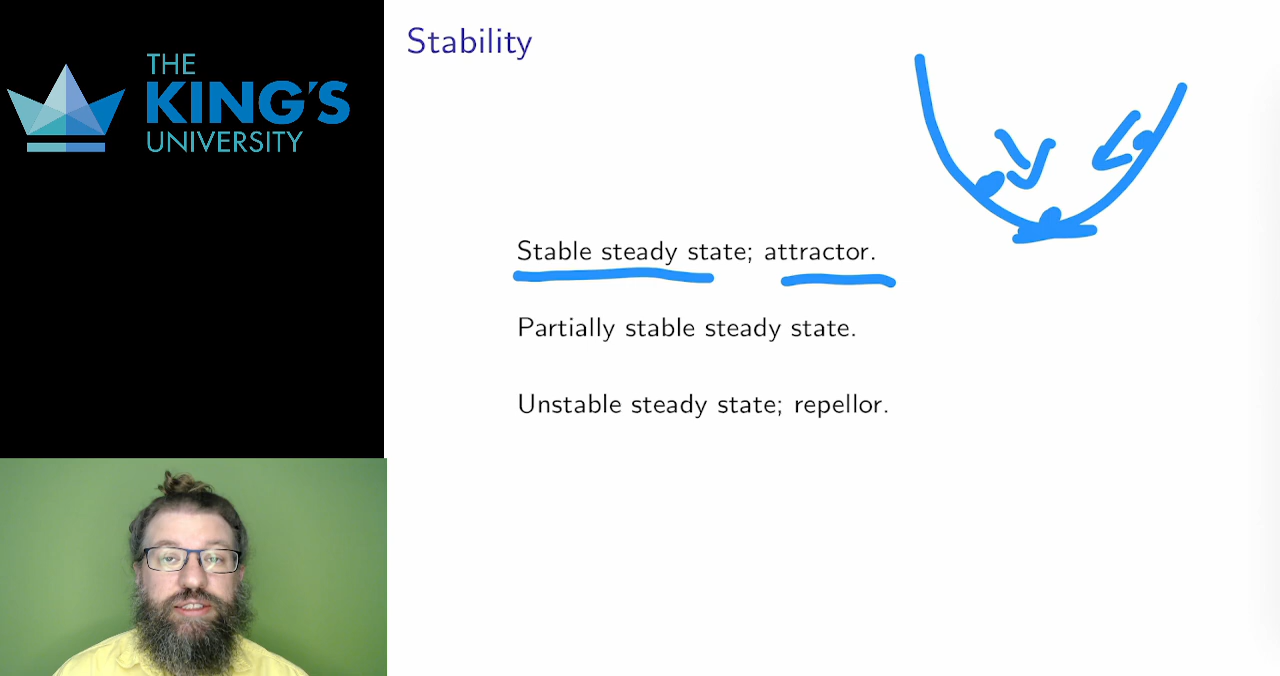 THE
KING'S
UNIVERSITY
Stability
Stable steady state; attractor.
Partially stable steady state.
Unstable steady state; repellor.